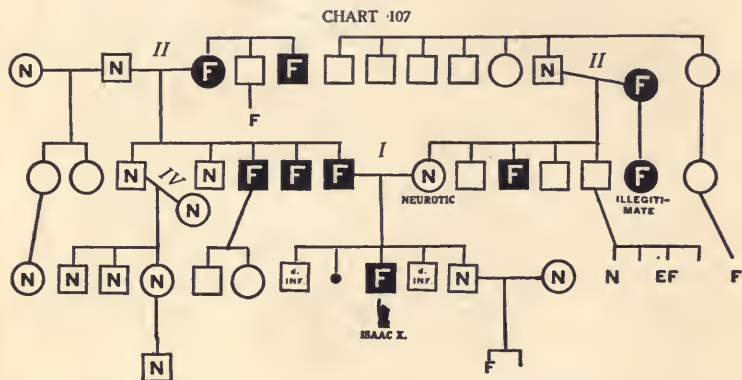 CHART 107
II
N N F F N II F
F
I
N IV N N F F F N F F
NEUROTIC ILLEGITI-
MATE
N N N N d. INF. F d. INF. N N N EF F
ISAAC X.
N F